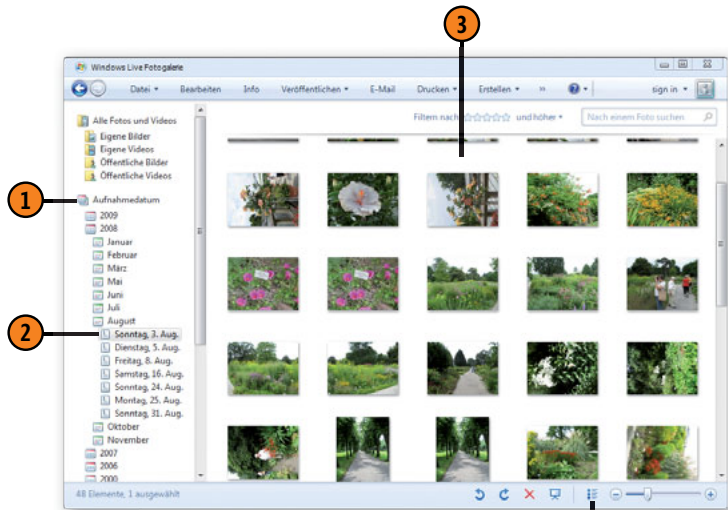 3
Windows Live Fotogalerie
Datei Bearbeiten Info Veröffentlichen E-Mail Drucken Erstellen » sign in
Filtern nach und höher Nach einem Foto suchen
Alle Fotos und Videos
Eigene Bilder
Eigene Videos
Öffentliche Bilder
Öffentliche Videos
1
Aufnahmedatum
2009
2008
Januar
Februar
März
Mai
Juni
Juli
August
2
Sonntag, 3. Aug.
Dienstag, 5. Aug.
Freitag, 8. Aug.
Samstag, 16. Aug.
Sonntag, 24. Aug.
Montag, 25. Aug.
Sonntag, 31. Aug.
Oktober
November
2007
2006
2000
48 Elemente, 1 ausgewählt